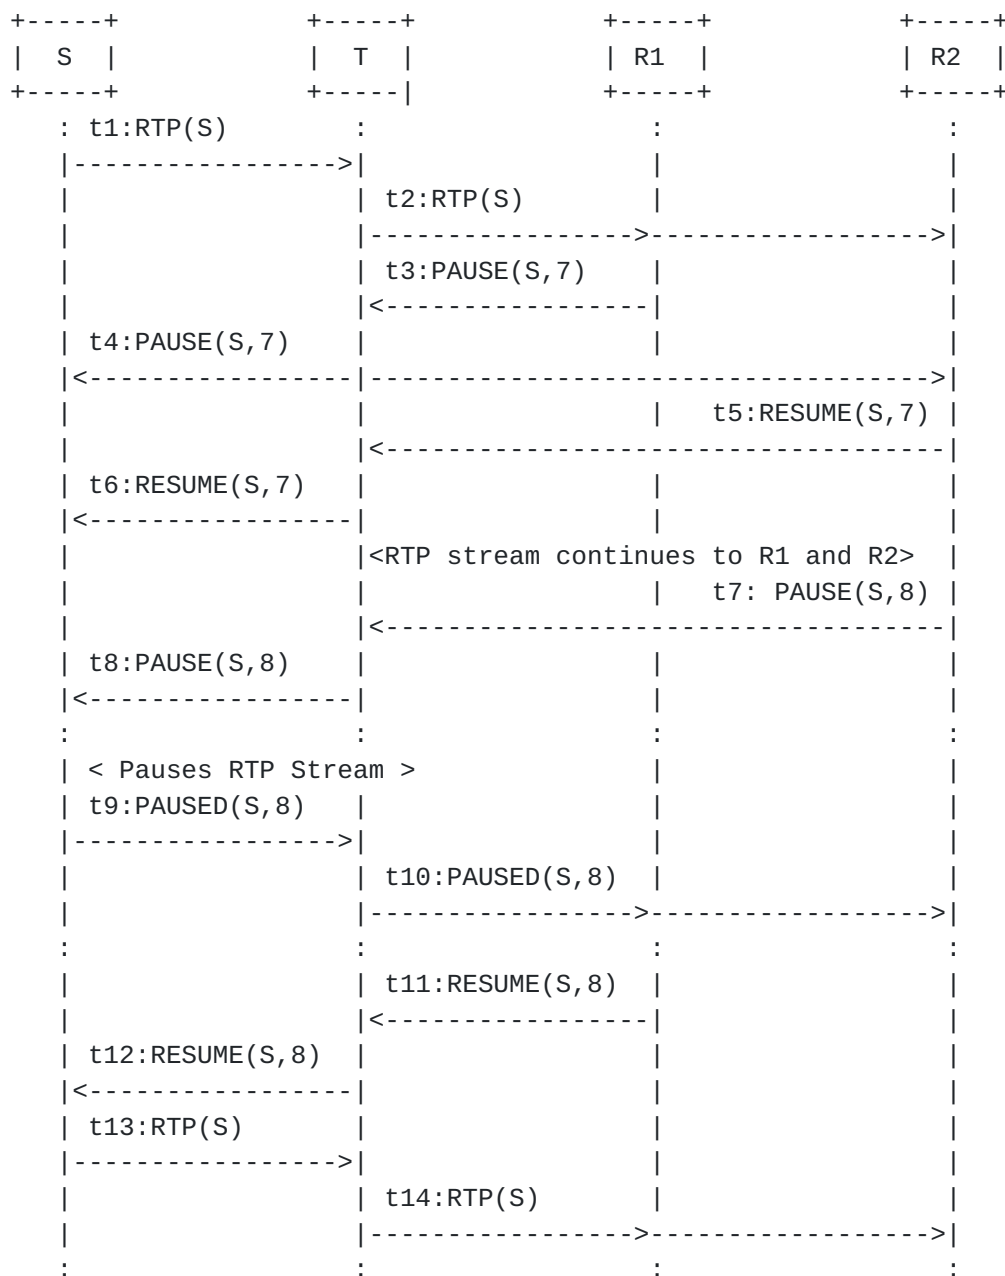 +-----+            +-----+            +-----+            +-----+
|  S  |            |  T  |            | R1  |            | R2  |
+-----+            +-----|            +-----+            +-----+
   : t1:RTP(S)        :                  :                  :
   |----------------->|                  |                  |
   |                  | t2:RTP(S)        |                  |
   |                  |----------------->------------------>|
   |                  | t3:PAUSE(S,7)    |                  |
   |                  |<-----------------|                  |
   | t4:PAUSE(S,7)    |                  |                  |
   |<-----------------|------------------------------------>|
   |                  |                  |   t5:RESUME(S,7) |
   |                  |<------------------------------------|
   | t6:RESUME(S,7)   |                  |                  |
   |<-----------------|                  |                  |
   |                  |<RTP stream continues to R1 and R2>  |
   |                  |                  |   t7: PAUSE(S,8) |
   |                  |<------------------------------------|
   | t8:PAUSE(S,8)    |                  |                  |
   |<-----------------|                  |                  |
   :                  :                  :                  :
   | < Pauses RTP Stream >               |                  |
   | t9:PAUSED(S,8)   |                  |                  |
   |----------------->|                  |                  |
   |                  | t10:PAUSED(S,8)  |                  |
   |                  |----------------->------------------>|
   :                  :                  :                  :
   |                  | t11:RESUME(S,8)  |                  |
   |                  |<-----------------|                  |
   | t12:RESUME(S,8)  |                  |                  |
   |<-----------------|                  |                  |
   | t13:RTP(S)       |                  |                  |
   |----------------->|                  |                  |
   |                  | t14:RTP(S)       |                  |
   |                  |----------------->------------------>|
   :                  :                  :                  :